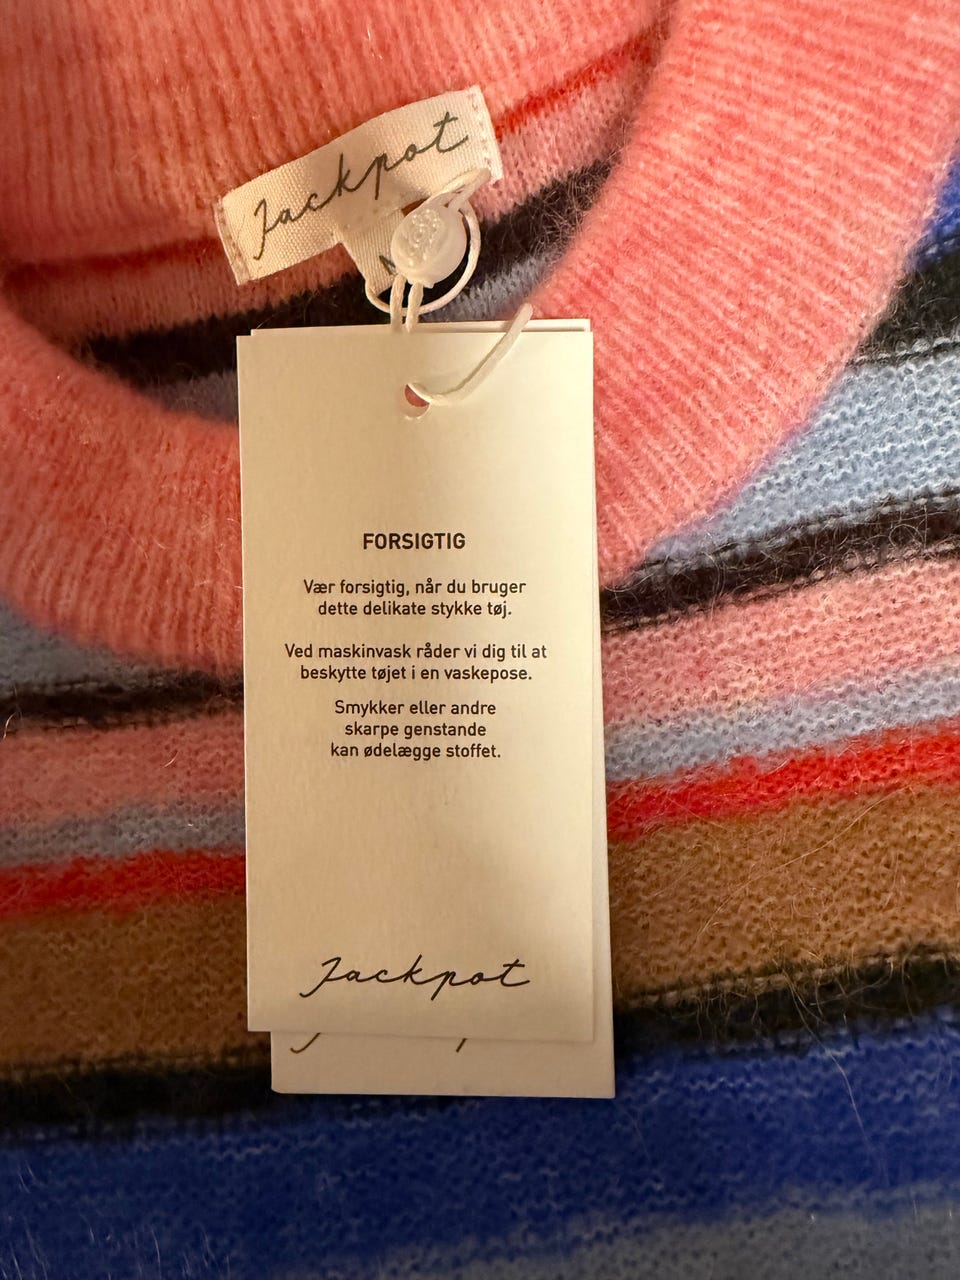 Jackpot
FORSIGTIG
Vær forsigtig, når du bruger
dette delikate stykke tøj.
Ved maskinvask råder vi dig til at
beskytte tøjet i en vaskepose.
Smykker eller andre
skarpe genstande
kan ødelægge stoffet.
Jackpot